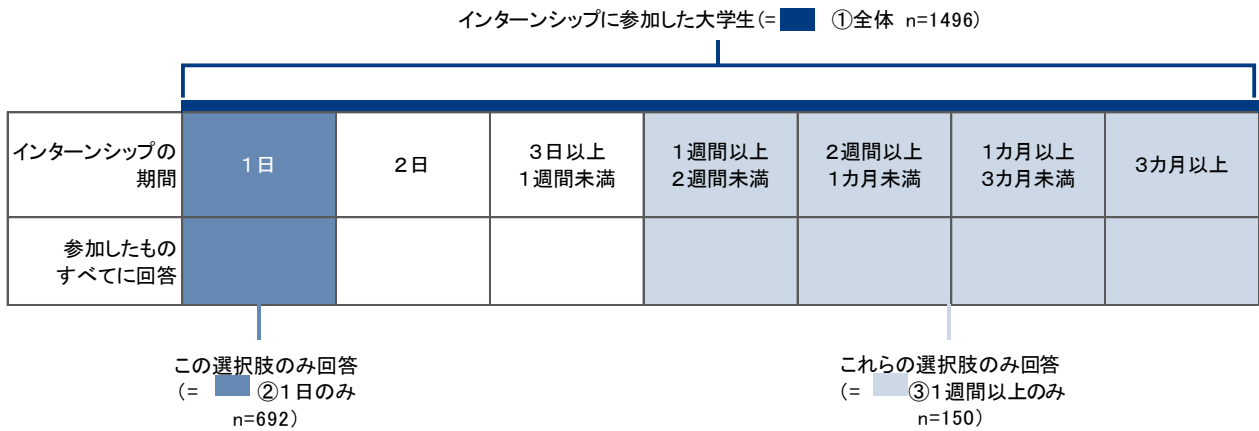 インターンシップに参加した大学生(= ①全体 n=1496)
インターンシップの
期間
1日
2日
3日以上
1週間未満
1週間以上
2週間未満
2週間以上
1カ月未満
1カ月以上
3カ月未満
3カ月以上
参加したもの
すべてに回答
この選択肢のみ回答
(= ②1日のみ
n=692)
これらの選択肢のみ回答
(= ③1週間以上のみ
n=150)